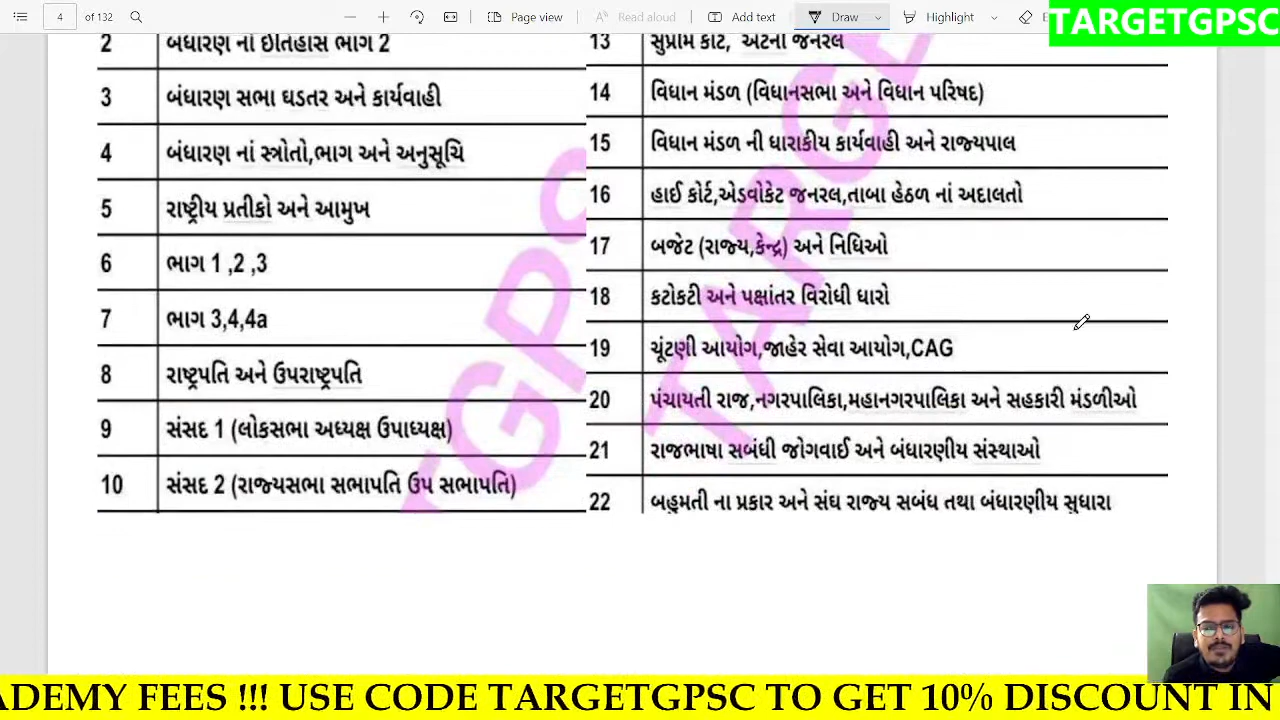 4 of 132 Page view Read aloud Add text Draw Highlight
TARGETGPSC
2 બંધારણ નો ઇતિહાસ ભાગ 2
3 બંધારણ સભા ઘડતર અને કાર્યવાહી
4 બંધારણ નાં સ્ત્રોતો,ભાગ અને અનુસૂચિ
5 રાષ્ટ્રીય પ્રતીકો અને આમુખ
6 ભાગ 1 ,2 ,3
7 ભાગ 3,4,4a
8 રાષ્ટ્રપતિ અને ઉપરાષ્ટ્રપતિ
9 સંસદ 1 (લોકસભા અધ્યક્ષ ઉપાધ્યક્ષ)
10 સંસદ 2 (રાજ્યસભા સભાપતિ ઉપ સભાપતિ)
13 સુપ્રીમ કોર્ટ, એટર્ની જનરલ
14 વિધાન મંડળ (વિધાનસભા અને વિધાન પરિષદ)
15 વિધાન મંડળ ની ધારાકીય કાર્યવાહી અને રાજ્યપાલ
16 હાઈ કોર્ટ,એડવોકેટ જનરલ,તાબા હેઠળ નાં અદાલતો
17 બજેટ (રાજ્ય,કેન્દ્ર) અને નિધિઓ
18 કટોકટી અને પક્ષાંતર વિરોધી ધારો
19 ચૂંટણી આયોગ,જાહેર સેવા આયોગ,CAG
20 પંચાયતી રાજ,નગરપાલિકા,મહાનગરપાલિકા અને સહકારી મંડળીઓ
21 રાજભાષા સબંધી જોગવાઈ અને બંધારણીય સંસ્થાઓ
22 બહુમતી ના પ્રકાર અને સંઘ રાજ્ય સબંધ તથા બંધારણીય સુધારા
TGPS
TARGE
ADEMY FEES !!! USE CODE TARGETGPSC TO GET 10% DISCOUNT IN